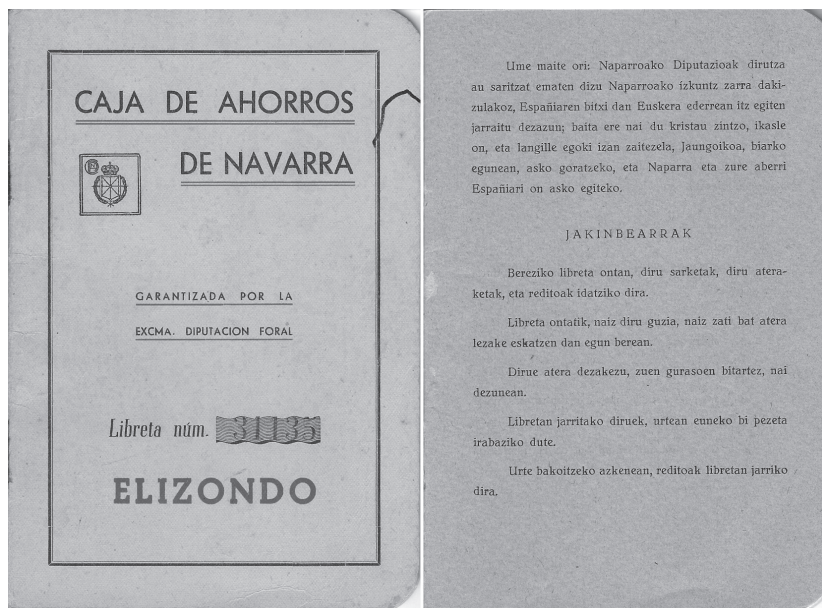 CAJA DE AHORROS
DE NAVARRA
GARANTIZADA POR LA
EXCMA. DIPUTACION FORAL
Libreta núm. 31135
ELIZONDO
Ume maite ori: Naparroako Diputazioak dirutza
au saritzat ematen dizu Naparroako izkuntz zarra daki-
zulakoz, Españiaren bitxi dan Euskera ederrean itz egiten
jarraitu dezazun; baita ere nai du kristau zintzo, ikasle
on, eta langille egoki izan zaitezela, Jaungoikoa, biarko
egunean, asko goratzeko, eta Naparra eta zure aberri
Españiari on asko egiteko.
JAKINBEARRAK
Bereziko libreta ontan, diru sarketak, diru atera-
ketak, eta reditoak idatziko dira.
Libreta ontatik, naiz diru guzia, naiz zati bat atera
lezake eskatzen dan egun berean.
Dirue atera dezakezu, zuen gurasoen bitartez, nai
dezunean.
Libretan jarritako diruek, urtean euneko bi pezeta
irabaziko dute.
Urte bakoitzeko azkenean, reditoak libretan jarriko
dira.